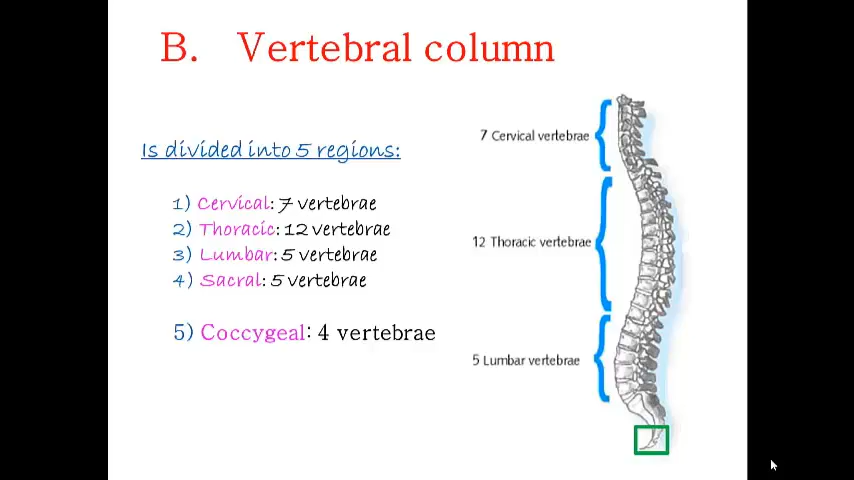 B. Vertebral column
Is divided into 5 regions:
1) Cervical: 7 vertebrae
2) Thoracic: 12 vertebrae
3) Lumbar: 5 vertebrae
4) Sacral: 5 vertebrae
5) Coccygeal: 4 vertebrae
7 Cervical vertebrae
12 Thoracic vertebrae
5 Lumbar vertebrae